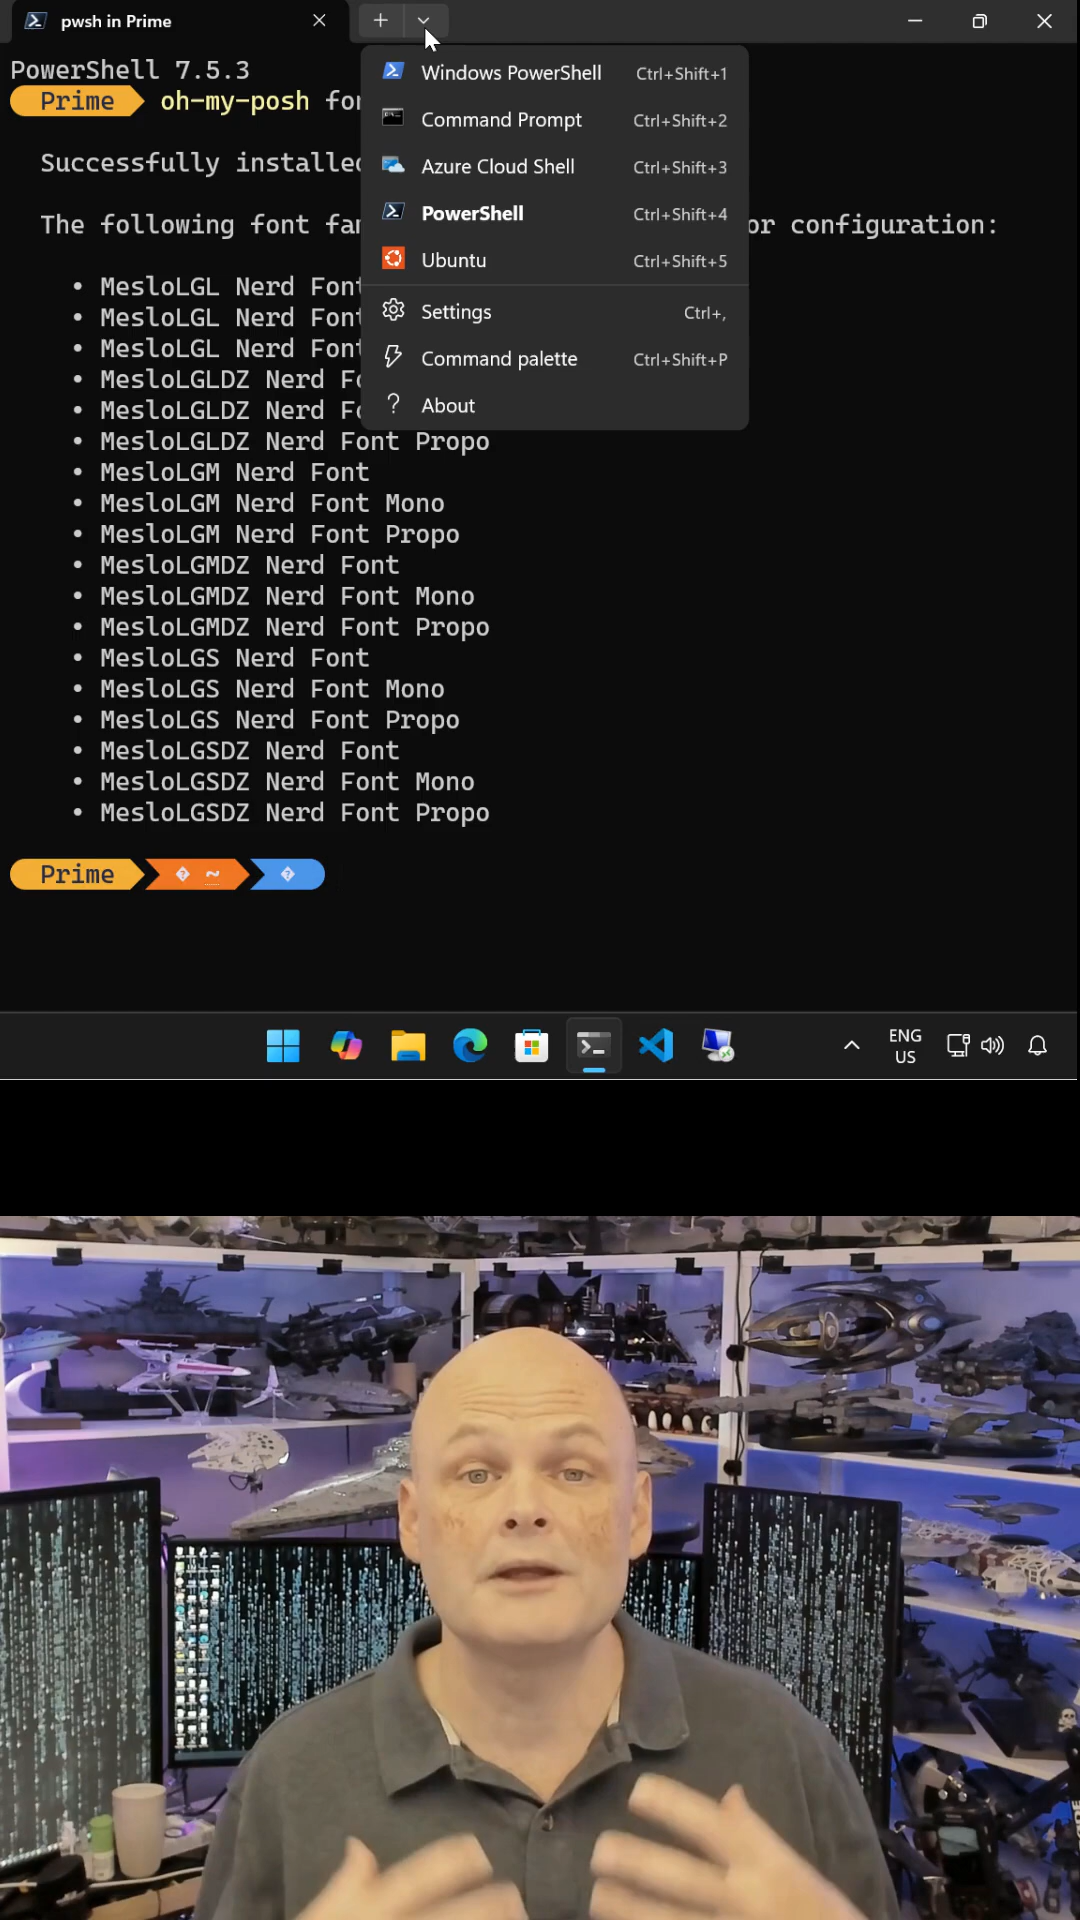 pwsh in Prime
PowerShell 7.5.3
Prime oh-my-posh
Successfully
The following font
or configuration:
Windows PowerShell Ctrl+Shift+1
Command Prompt Ctrl+Shift+2
Azure Cloud Shell Ctrl+Shift+3
PowerShell Ctrl+Shift+4
Ubuntu Ctrl+Shift+5
Settings Ctrl+,
Command palette Ctrl+Shift+P
? About
• MesloLGL Nerd Font
• MesloLGL Nerd Font
• MesloLGL Nerd Font
• MesloLGLDZ Nerd
• MesloLGLDZ Nerd
• MesloLGLDZ Nerd Font Propo
• MesloLGM Nerd Font
• MesloLGM Nerd Font Mono
• MesloLGM Nerd Font Propo
• MesloLGMDZ Nerd Font
• MesloLGMDZ Nerd Font Mono
• MesloLGMDZ Nerd Font Propo
• MesloLGS Nerd Font
• MesloLGS Nerd Font Mono
• MesloLGS Nerd Font Propo
• MesloLGSDZ Nerd Font
• MesloLGSDZ Nerd Font Mono
• MesloLGSDZ Nerd Font Propo
Prime � ~ �
ENG
US